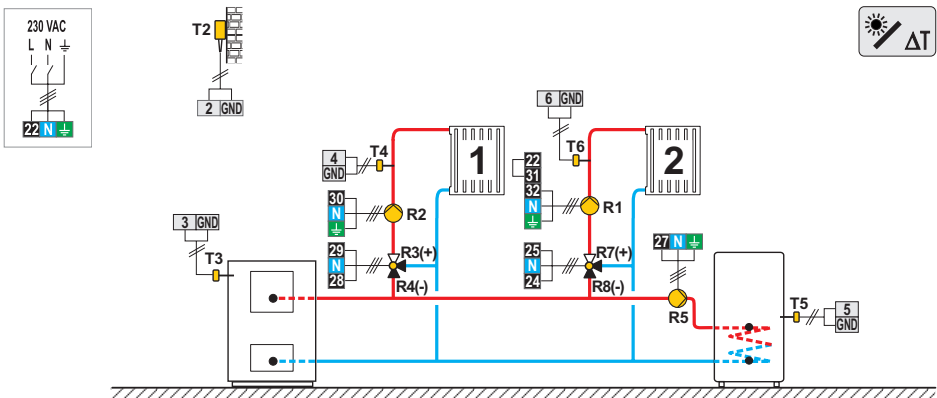 230 VAC
L N
22 N
T2
2 GND
ΔT
6 GND
4
GND
T4
T6
1
2
22
31
32
N
30
N
R2
R1
3 GND
T3
29
N
28
R3(+)
R4(-)
25
N
24
R7(+)
R8(-)
27 N
R5
T5
5
GND